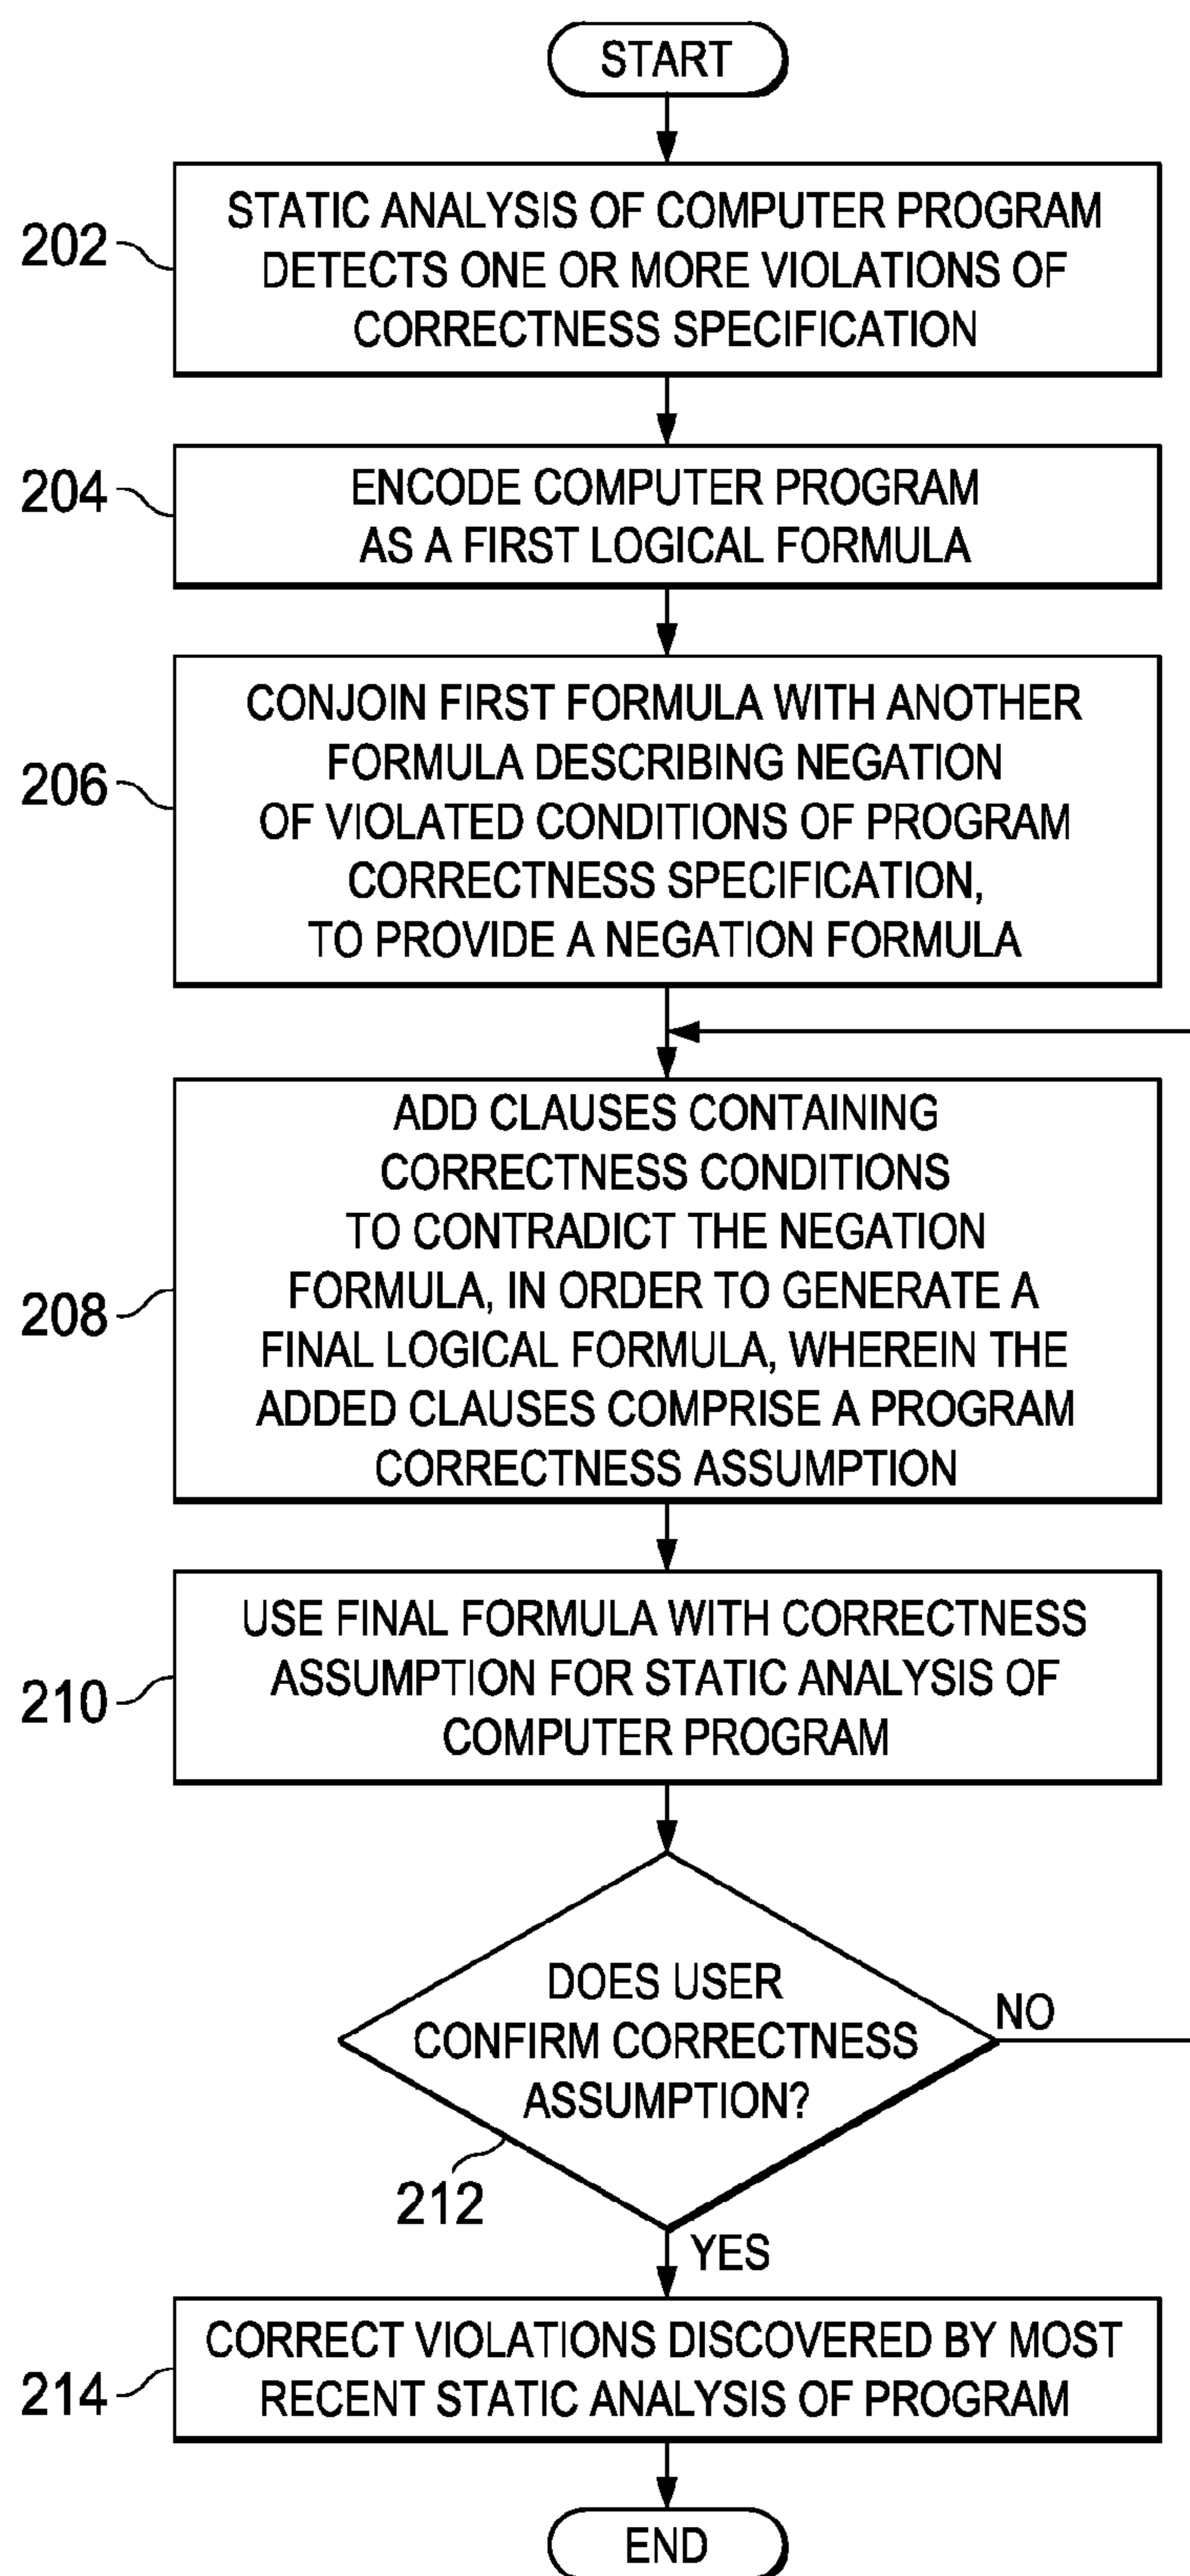 START
202
STATIC ANALYSIS OF COMPUTER PROGRAM
DETECTS ONE OR MORE VIOLATIONS OF
CORRECTNESS SPECIFICATION
204
ENCODE COMPUTER PROGRAM
AS A FIRST LOGICAL FORMULA
206
CONJOIN FIRST FORMULA WITH ANOTHER
FORMULA DESCRIBING NEGATION
OF VIOLATED CONDITIONS OF PROGRAM
CORRECTNESS SPECIFICATION,
TO PROVIDE A NEGATION FORMULA
208
ADD CLAUSES CONTAINING
CORRECTNESS CONDITIONS
TO CONTRADICT THE NEGATION
FORMULA, IN ORDER TO GENERATE A
FINAL LOGICAL FORMULA, WHEREIN THE
ADDED CLAUSES COMPRISE A PROGRAM
CORRECTNESS ASSUMPTION
210
USE FINAL FORMULA WITH CORRECTNESS
ASSUMPTION FOR STATIC ANALYSIS OF
COMPUTER PROGRAM
DOES USER
CONFIRM CORRECTNESS
ASSUMPTION?
NO
212
YES
214
CORRECT VIOLATIONS DISCOVERED BY MOST
RECENT STATIC ANALYSIS OF PROGRAM
END